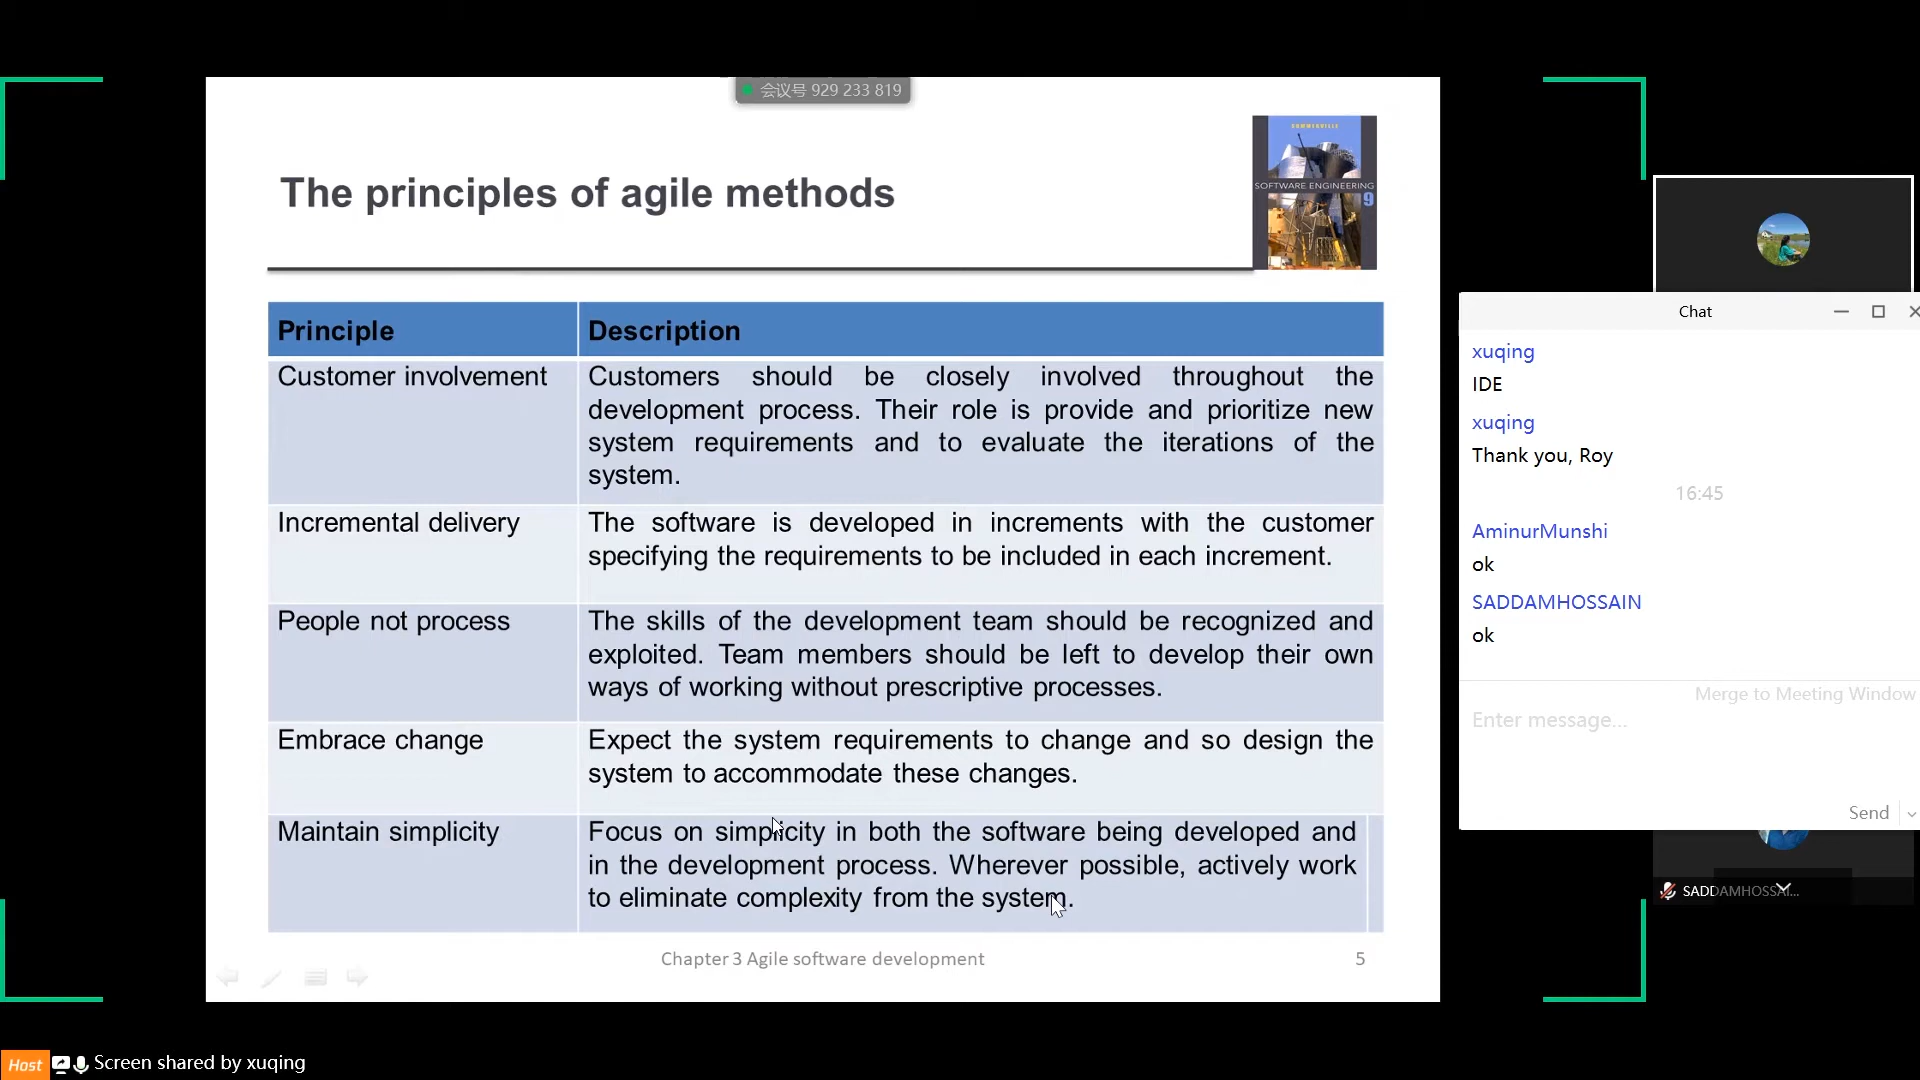 会议号 929 233 819
The principles of agile methods
SOMMERVILLE
SOFTWARE ENGINEERING
9
Principle
Description
Customer involvement
Customers should be closely involved throughout the
development process. Their role is provide and prioritize new
system requirements and to evaluate the iterations of the
system.
Incremental delivery
The software is developed in increments with the customer
specifying the requirements to be included in each increment.
People not process
The skills of the development team should be recognized and
exploited. Team members should be left to develop their own
ways of working without prescriptive processes.
Embrace change
Expect the system requirements to change and so design the
system to accommodate these changes.
Maintain simplicity
Focus on simplicity in both the software being developed and
in the development process. Wherever possible, actively work
to eliminate complexity from the system.
Chapter 3 Agile software development
5
Chat
xuqing
IDE
xuqing
Thank you, Roy
16:45
AminurMunshi
ok
SADDAMHOSSAIN
ok
Merge to Meeting Window
Enter message...
Send
SADDAMHOSSAI...
Host
Screen shared by xuqing